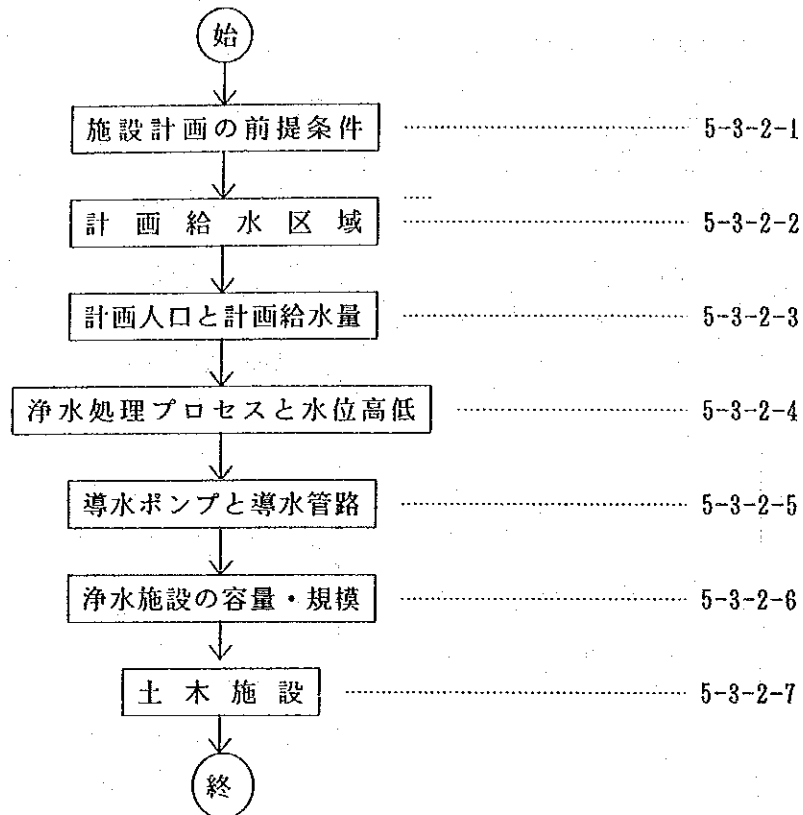 始
施設計画の前提条件 5-3-2-1
計画給水区域 5-3-2-2
計画人口と計画給水量 5-3-2-3
浄水処理プロセスと水位高低 5-3-2-4
導水ポンプと導水管路 5-3-2-5
浄水施設の容量・規模 5-3-2-6
土木施設 5-3-2-7
終